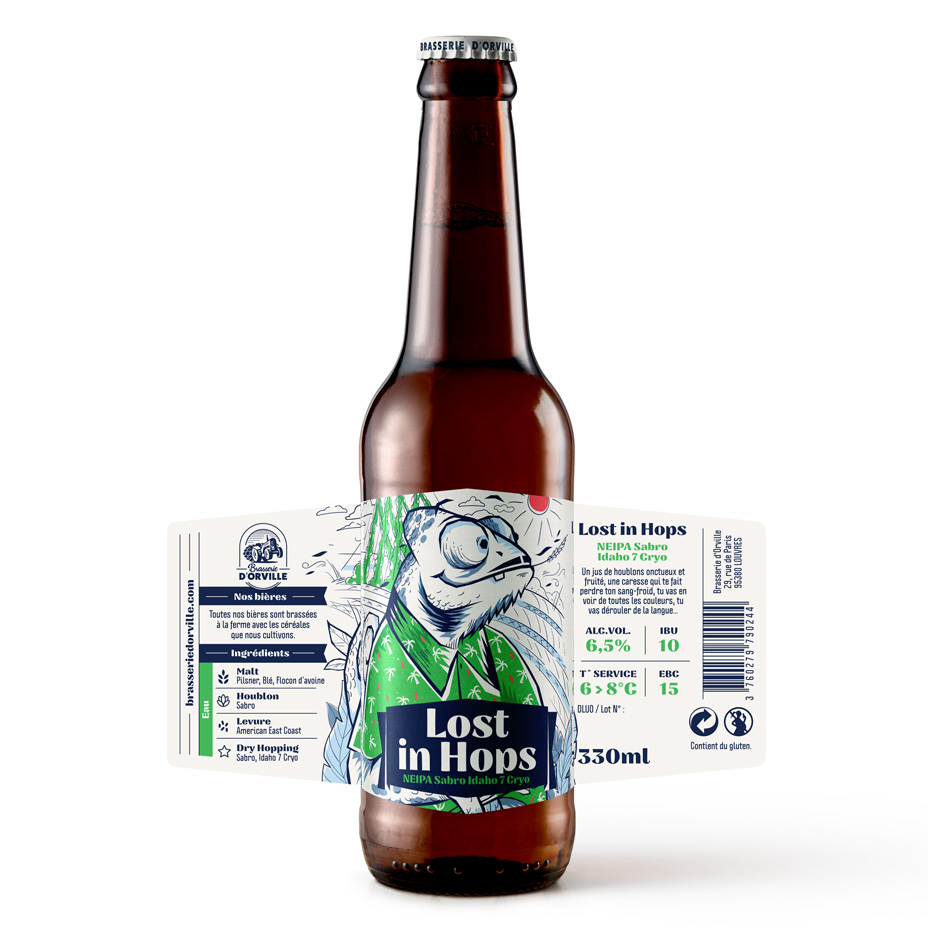 BRASSERIE D'ORVILLE
brasseriedorville.com
Brasserie
D'ORVILLE
Nos bières
Toutes nos bières sont brassées
à la ferme avec les céréales
que nous cultivons.
Ingrédients
Eau
Malt
Pilsner, Blé, Flocon d'avoine
Houblon
Sabro
Levure
American East Coast
Dry Hopping
Sabro, Idaho 7 Cryo
Lost
in Hops
NEIPA Sabro Idaho 7 Cryo
Lost in Hops
NEIPA Sabro
Idaho 7 Cryo
Un jus de houblons onctueux et
fruité, une caresse qui te fait
perdre ton sang-froid, tu vas en
voir de toutes les couleurs, tu
vas dérouler de la langue...
ALC.VOL.
6,5%
IBU
10
T° SERVICE
6 > 8°C
EBC
15
DLUO / Lot N° :
330ml
Brasserie d'Orville
29, rue de Paris
95380 LOUVRES
3 760279 790244
Contient du gluten.